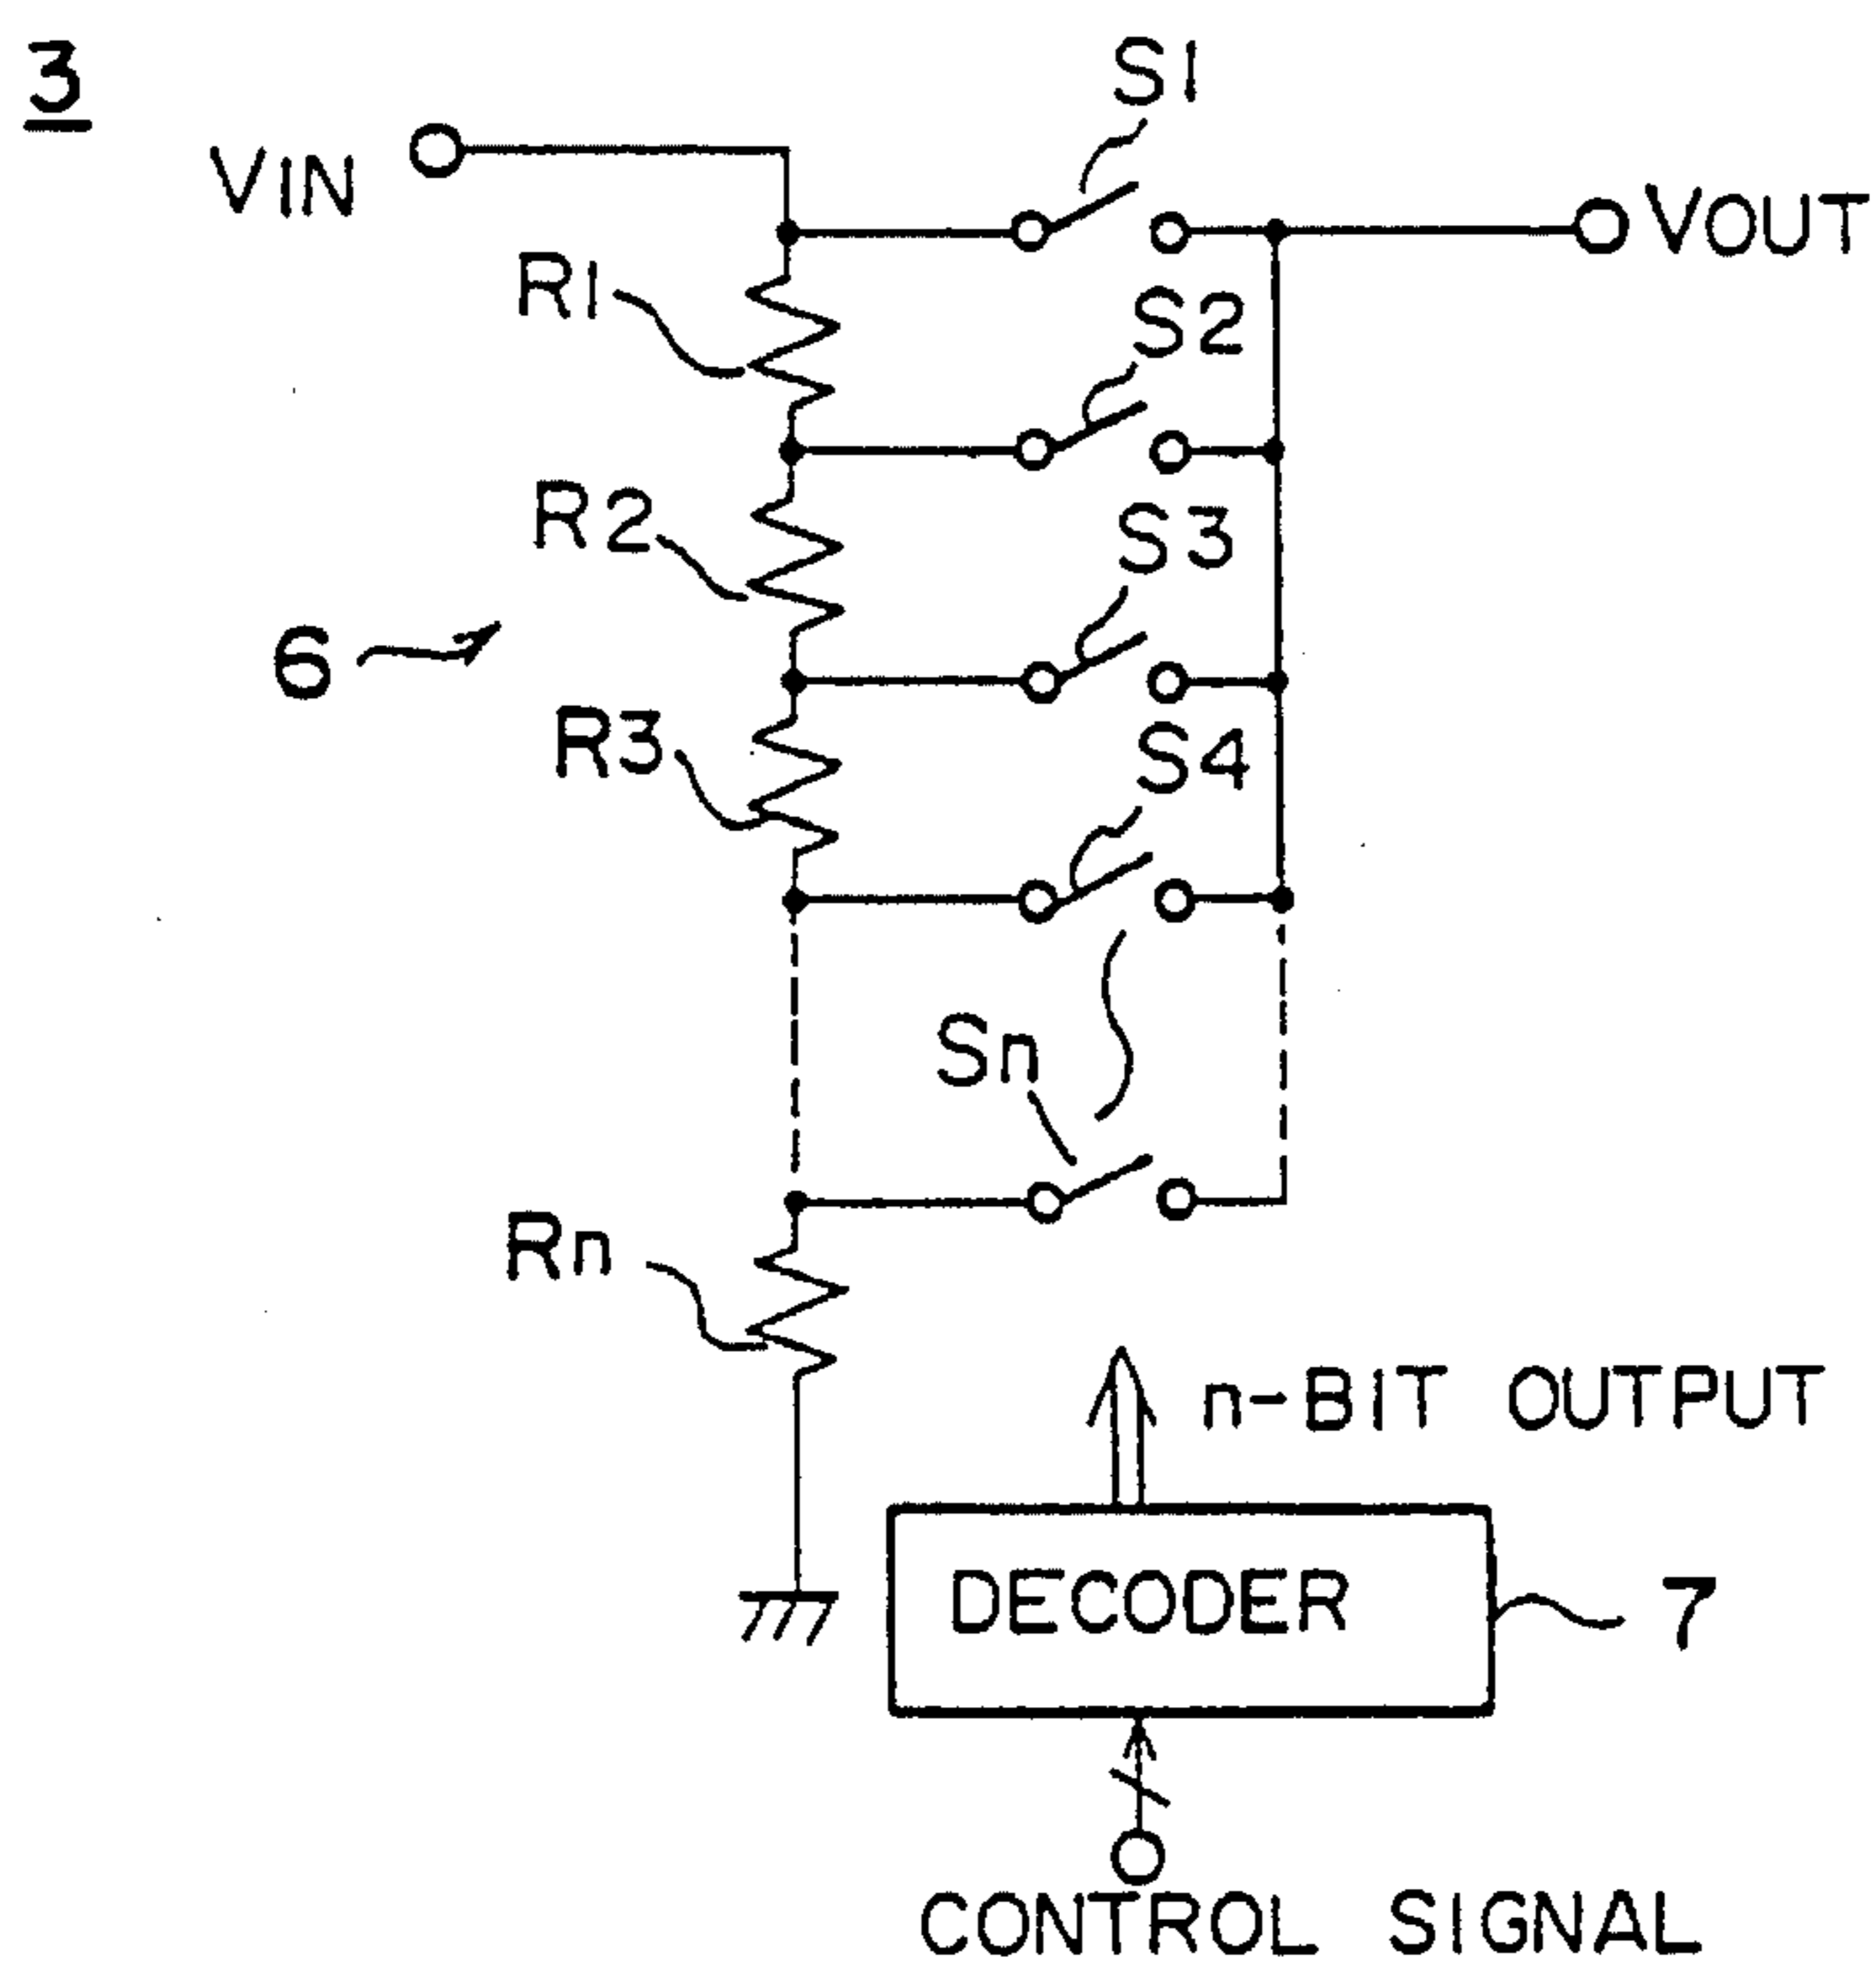 3
S1
VIN
VOUT
R1
S2
R2
S3
6
R3
S4
Sn
Rn
n-BIT OUTPUT
DECODER
7
CONTROL SIGNAL